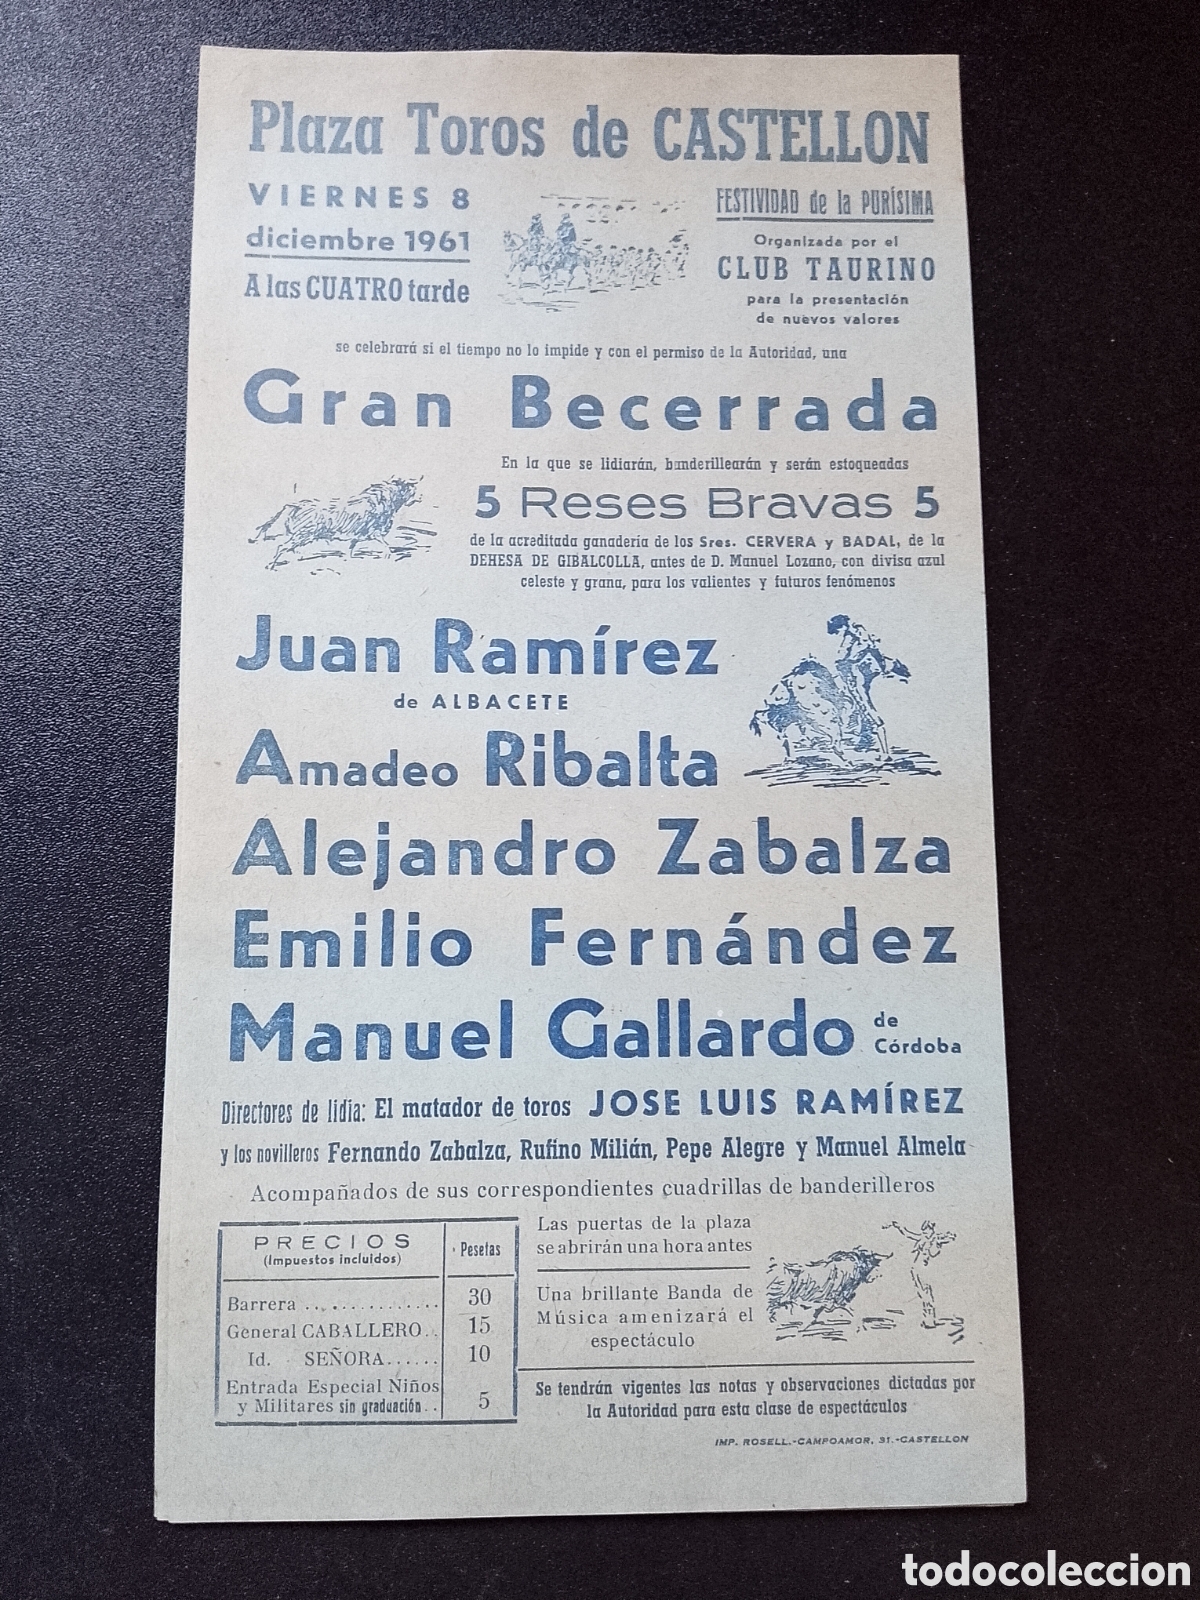 Plaza Toros de CASTELLON
VIERNES 8
diciembre 1961
A las CUATRO tarde
FESTIVIDAD de la PURÍSIMA
Organizada por el
CLUB TAURINO
para la presentación
de nuevos valores
se celebrará si el tiempo no lo impide y con el permiso de la Autoridad, una
Gran Becerrada
En la que se lidiarán, banderillearán y serán estoqueadas
5 Reses Bravas 5
de la acreditada ganadería de los Sres. CERVERA y BADAL, de la
DEHESA DE GIBALCOLLA, antes de D. Manuel Lozano, con divisa azul
celeste y grana, para los valientes y futuros fenómenos
Juan Ramírez
de ALBACETE
Amadeo Ribalta
Alejandro Zabalza
Emilio Fernández
Manuel Gallardo de
Córdoba
Directores de lidia: El matador de toros JOSE LUIS RAMÍREZ
y los novilleros Fernando Zabalza, Rufino Milián, Pepe Alegre y Manuel Almela
Acompañados de sus correspondientes cuadrillas de banderilleros
PRECIOS
(Impuestos incluidos)
Pesetas
Barrera ............... 30
General CABALLERO.. 15
Id. SEÑORA...... 10
Entrada Especial Niños
y Militares sin graduación.. 5
Las puertas de la plaza
se abrirán una hora antes
Una brillante Banda de
Música amenizará el
espectáculo
Se tendrán vigentes las notas y observaciones dictadas por
la Autoridad para esta clase de espectáculos
IMP. ROSELL.-CAMPOAMOR, 31.-CASTELLON
todocoleccion